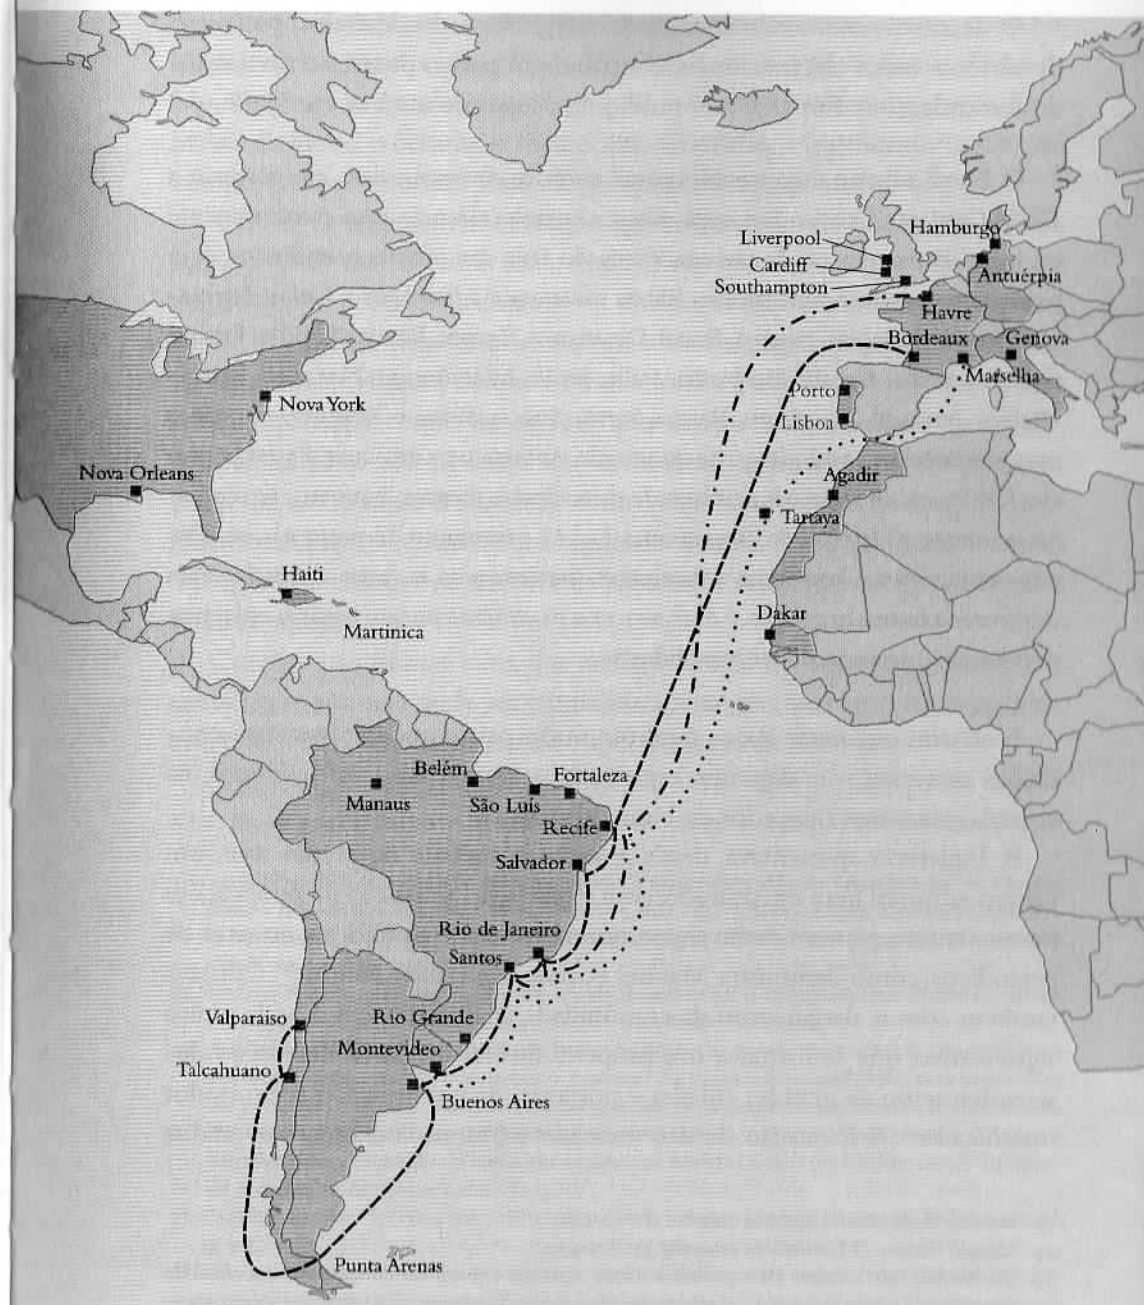 Hamburgo
Liverpool
Cardiff
Southampton
Antuérpia
Havre
Bordeaux
Genova
Marselha
Porto
Lisboa
Nova York
Nova Orleans
Agadir
Tartaya
Haiti
Martinica
Dakar
Belém
Fortaleza
Manaus
São Luís
Recife
Salvador
Rio de Janeiro
Santos
Valparaiso
Rio Grande
Montevideo
Talcahuano
Buenos Aires
Punta Arenas